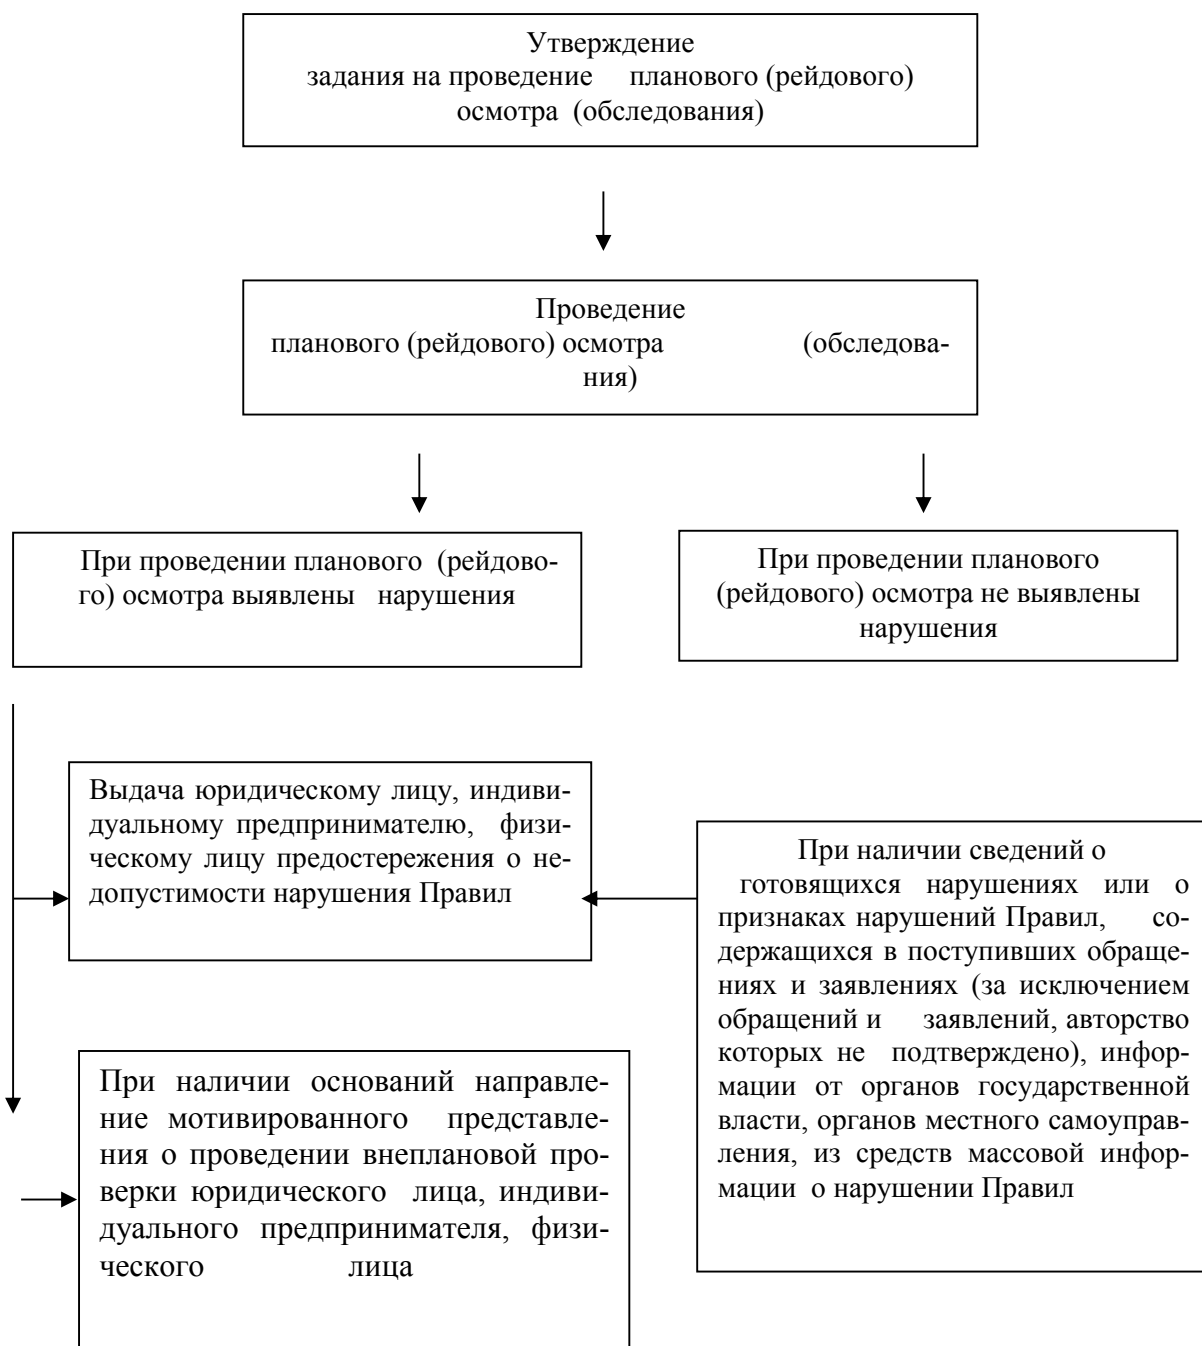 Утверждение
задания на проведение планового (рейдового)
осмотра (обследования)
Проведение
планового (рейдового) осмотра (обследова-
ния)
При проведении планового (рейдово-
го) осмотра выявлены нарушения
При проведении планового
(рейдового) осмотра не выявлены
нарушения
Выдача юридическому лицу, индиви-
дуальному предпринимателю, физи-
ческому лицу предостережения о не-
допустимости нарушения Правил
При наличии сведений о
готовящихся нарушениях или о
признаках нарушений Правил, со-
держащихся в поступивших обраще-
ниях и заявлениях (за исключением
обращений и заявлений, авторство
которых не подтверждено), инфор-
мации от органов государственной
власти, органов местного самоуправ-
ления, из средств массовой инфор-
мации о нарушении Правил
При наличии оснований направле-
ние мотивированного представле-
ния о проведении внеплановой про-
верки юридического лица, индиви-
дуального предпринимателя, физи-
ческого лица